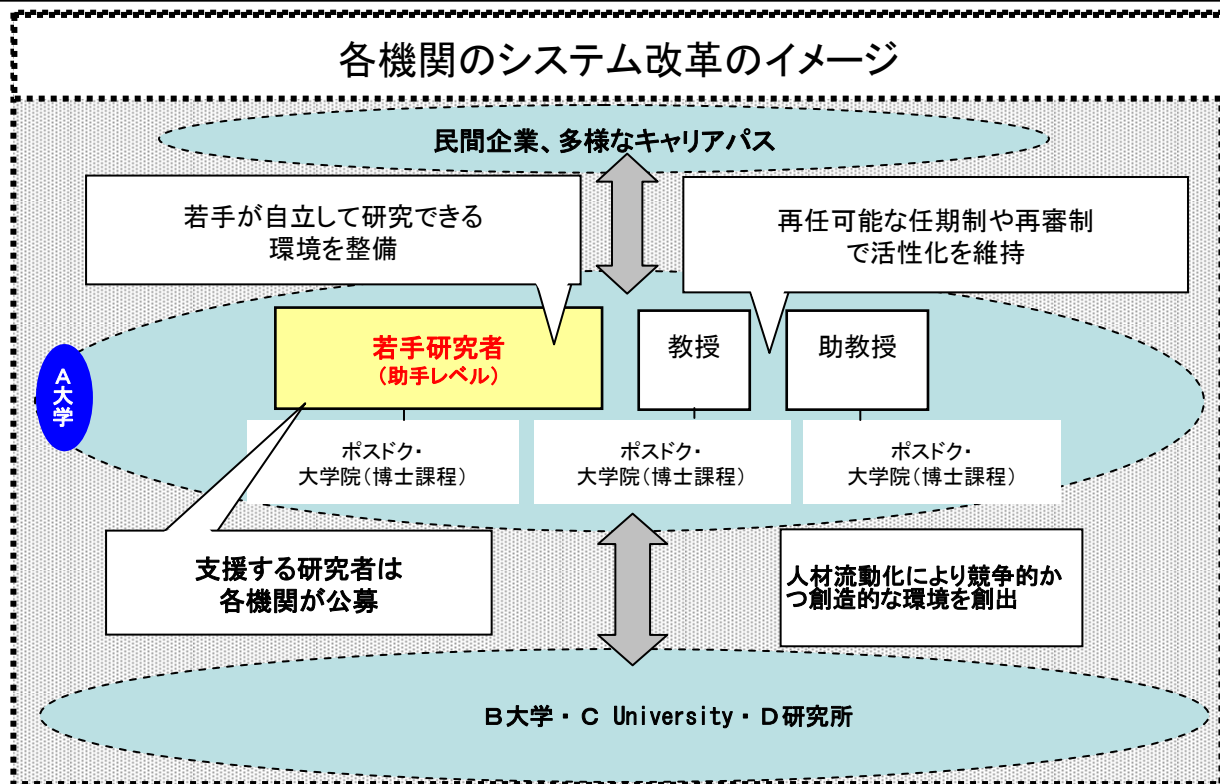 各機関のシステム改革のイメージ
民間企業、多様なキャリアパス
若手が自立して研究できる
環境を整備
再任可能な任期制や再審制
で活性化を維持
A大学
若手研究者
(助手レベル)
教授
助教授
ポスドク・
大学院(博士課程)
ポスドク・
大学院(博士課程)
ポスドク・
大学院(博士課程)
支援する研究者は
各機関が公募
人材流動化により競争的か
つ創造的な環境を創出
B大学・C University・D研究所